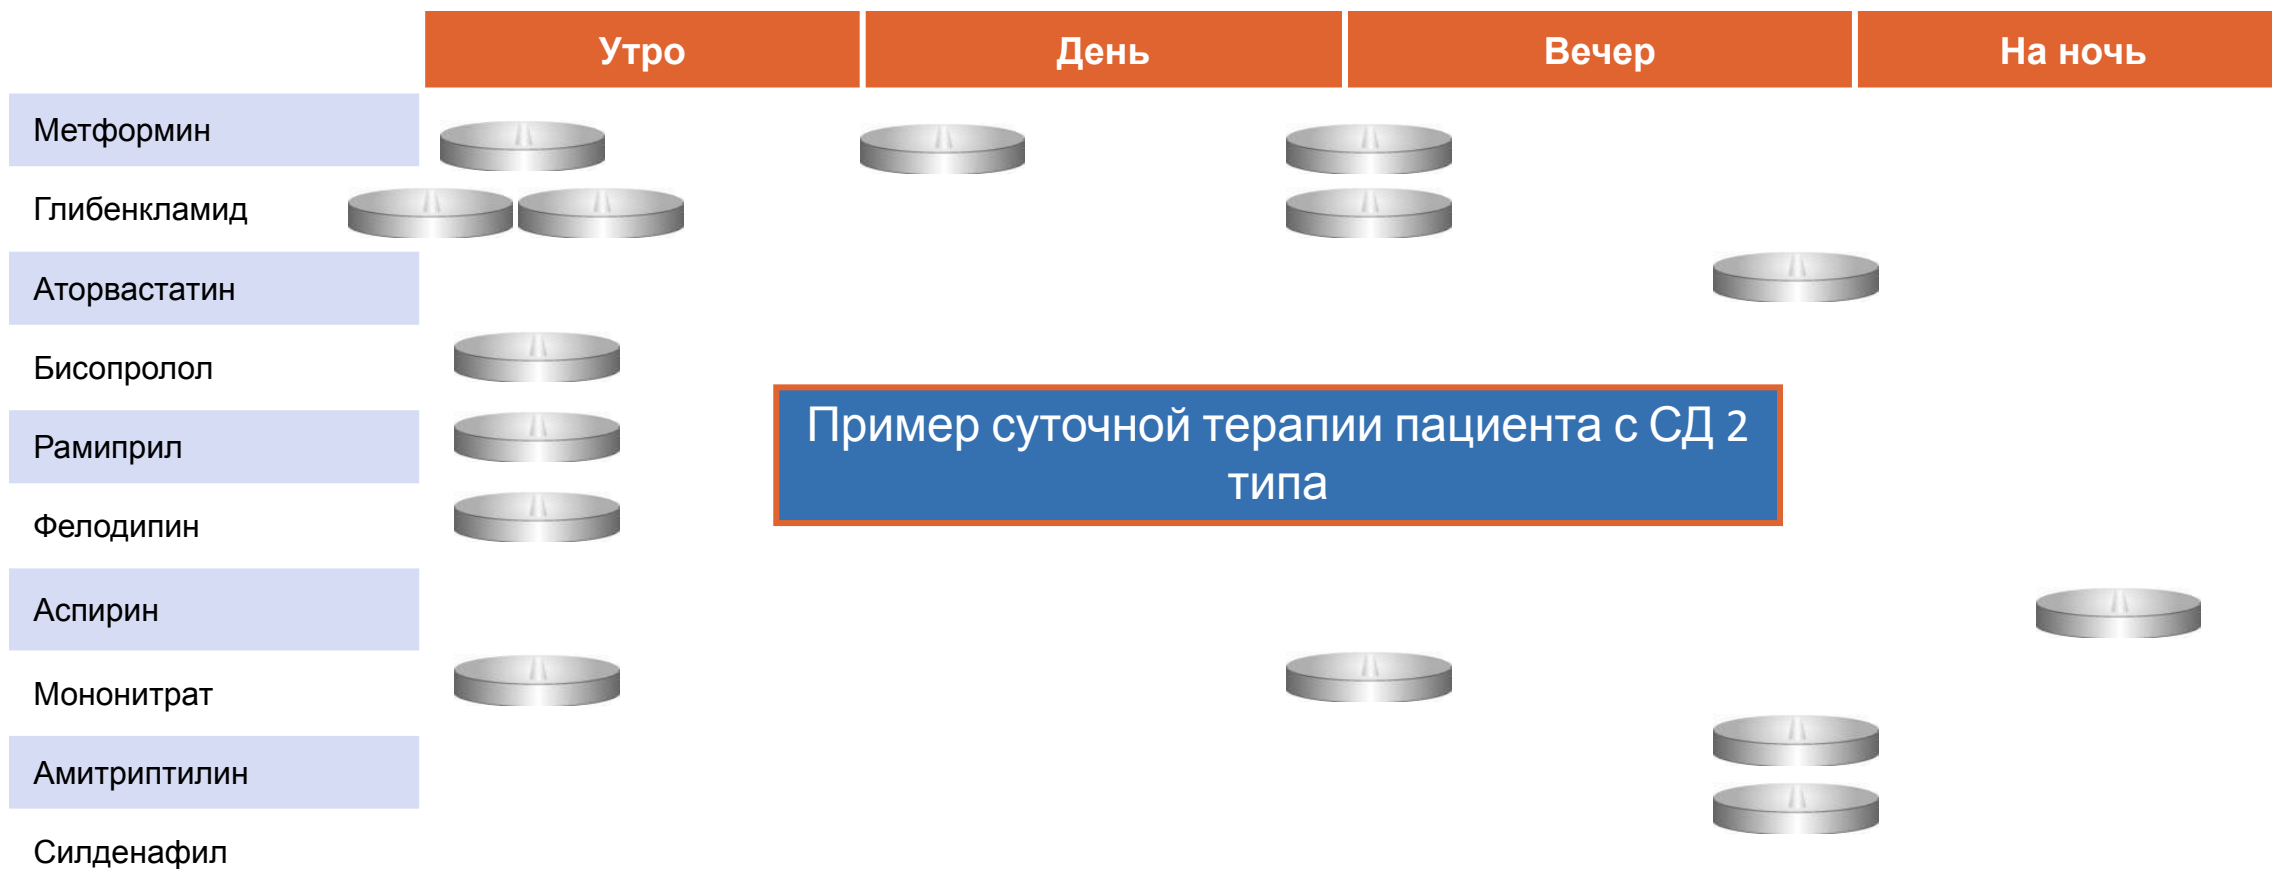 Утро День Вечер На ночь
Метформин
Глибенкламид
Аторвастатин
Бисопролол
Рамиприл
Фелодипин
Аспирин
Мононитрат
Амитриптилин
Силденафил
Пример суточной терапии пациента с СД 2
типа